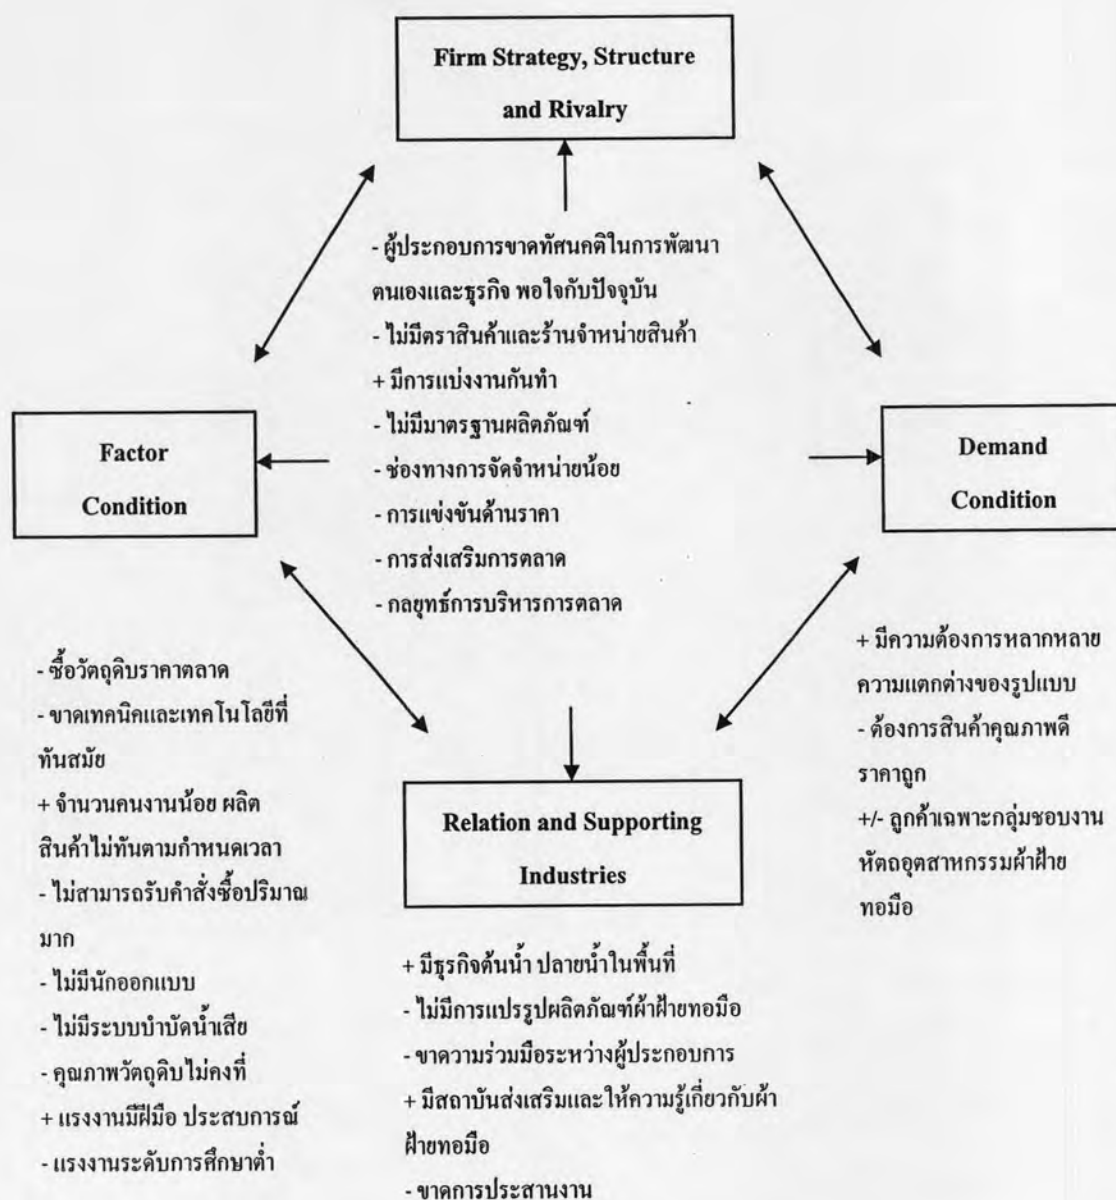 Firm Strategy, Structure
and Rivalry
- ผู้ประกอบการขาดทัศนคติในการพัฒนา
ตนเองและธุรกิจ พอใจกับปัจจุบัน
- ไม่มีตราสินค้าและร้านจำหน่ายสินค้า
+ มีการแบ่งงานกันทำ
- ไม่มีมาตรฐานผลิตภัณฑ์
- ช่องทางการจัดจำหน่ายน้อย
- การแข่งขันด้านราคา
- การส่งเสริมการตลาด
- กลยุทธ์การบริหารการตลาด
Factor
Condition
Demand
Condition
- ซื้อวัตถุดิบราคาตลาด
- ขาดเทคนิคและเทคโนโลยีที่
ทันสมัย
+ จำนวนคนงานน้อย ผลิต
สินค้าไม่ทันตามกำหนดเวลา
- ไม่สามารถรับคำสั่งซื้อปริมาณ
มาก
- ไม่มีนักออกแบบ
- ไม่มีระบบบำบัดน้ำเสีย
- คุณภาพวัตถุดิบไม่คงที่
+ แรงงานมีฝีมือ ประสบการณ์
- แรงงานระดับการศึกษาต่ำ
Relation and Supporting
Industries
+ มีธุรกิจต้นน้ำ ปลายน้ำในพื้นที่
- ไม่มีการแปรรูปผลิตภัณฑ์ผ้าฝ้ายทอมือ
- ขาความร่วมมือระหว่างผู้ประกอบการ
+ มีสถาบันส่งเสริมและให้ความรู้เกี่ยวกับผ้า
ฝ้ายทอมือ
- ขาดการประสานงาน
+ มีความต้องการหลากหลาย
ความแตกต่างของรูปแบบ
- ต้องการสินค้าคุณภาพดี
ราคาถูก
+/- ลูกค้าเฉพาะกลุ่มชอบงาน
หัตถอุตสาหกรรมผ้าฝ้าย
ทอมือ